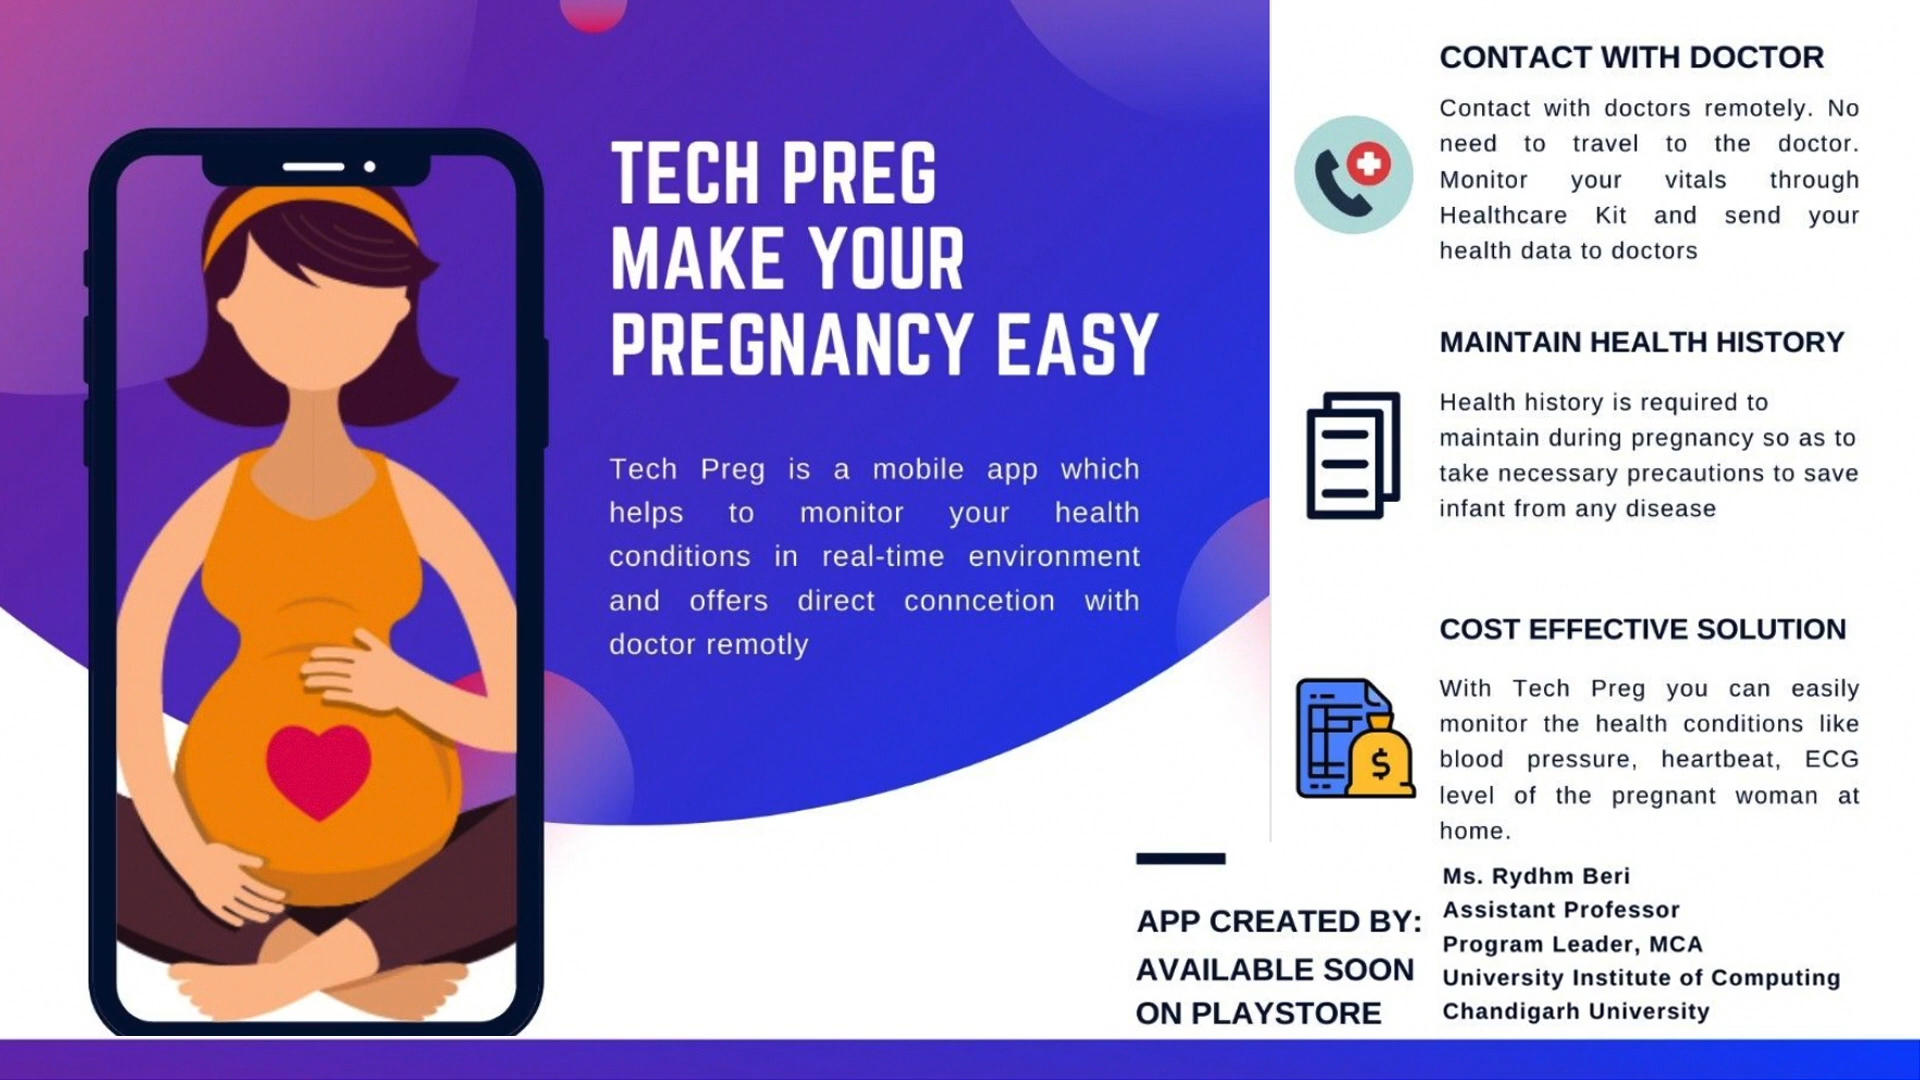 TECH PREG
MAKE YOUR
PREGNANCY EASY
Tech Preg is a mobile app which
helps to monitor your health
conditions in real-time environment
and offers direct conncetion with
doctor remotly
CONTACT WITH DOCTOR
Contact with doctors remotely. No
need to travel to the doctor.
Monitor your vitals through
Healthcare Kit and send your
health data to doctors
MAINTAIN HEALTH HISTORY
Health history is required to
maintain during pregnancy so as to
take necessary precautions to save
infant from any disease
COST EFFECTIVE SOLUTION
$
With Tech Preg you can easily
monitor the health conditions like
blood pressure, heartbeat, ECG
level of the pregnant woman at
home.
APP CREATED BY:
AVAILABLE SOON
ON PLAYSTORE
Ms. Rydhm Beri
Assistant Professor
Program Leader, MCA
University Institute of Computing
Chandigarh University